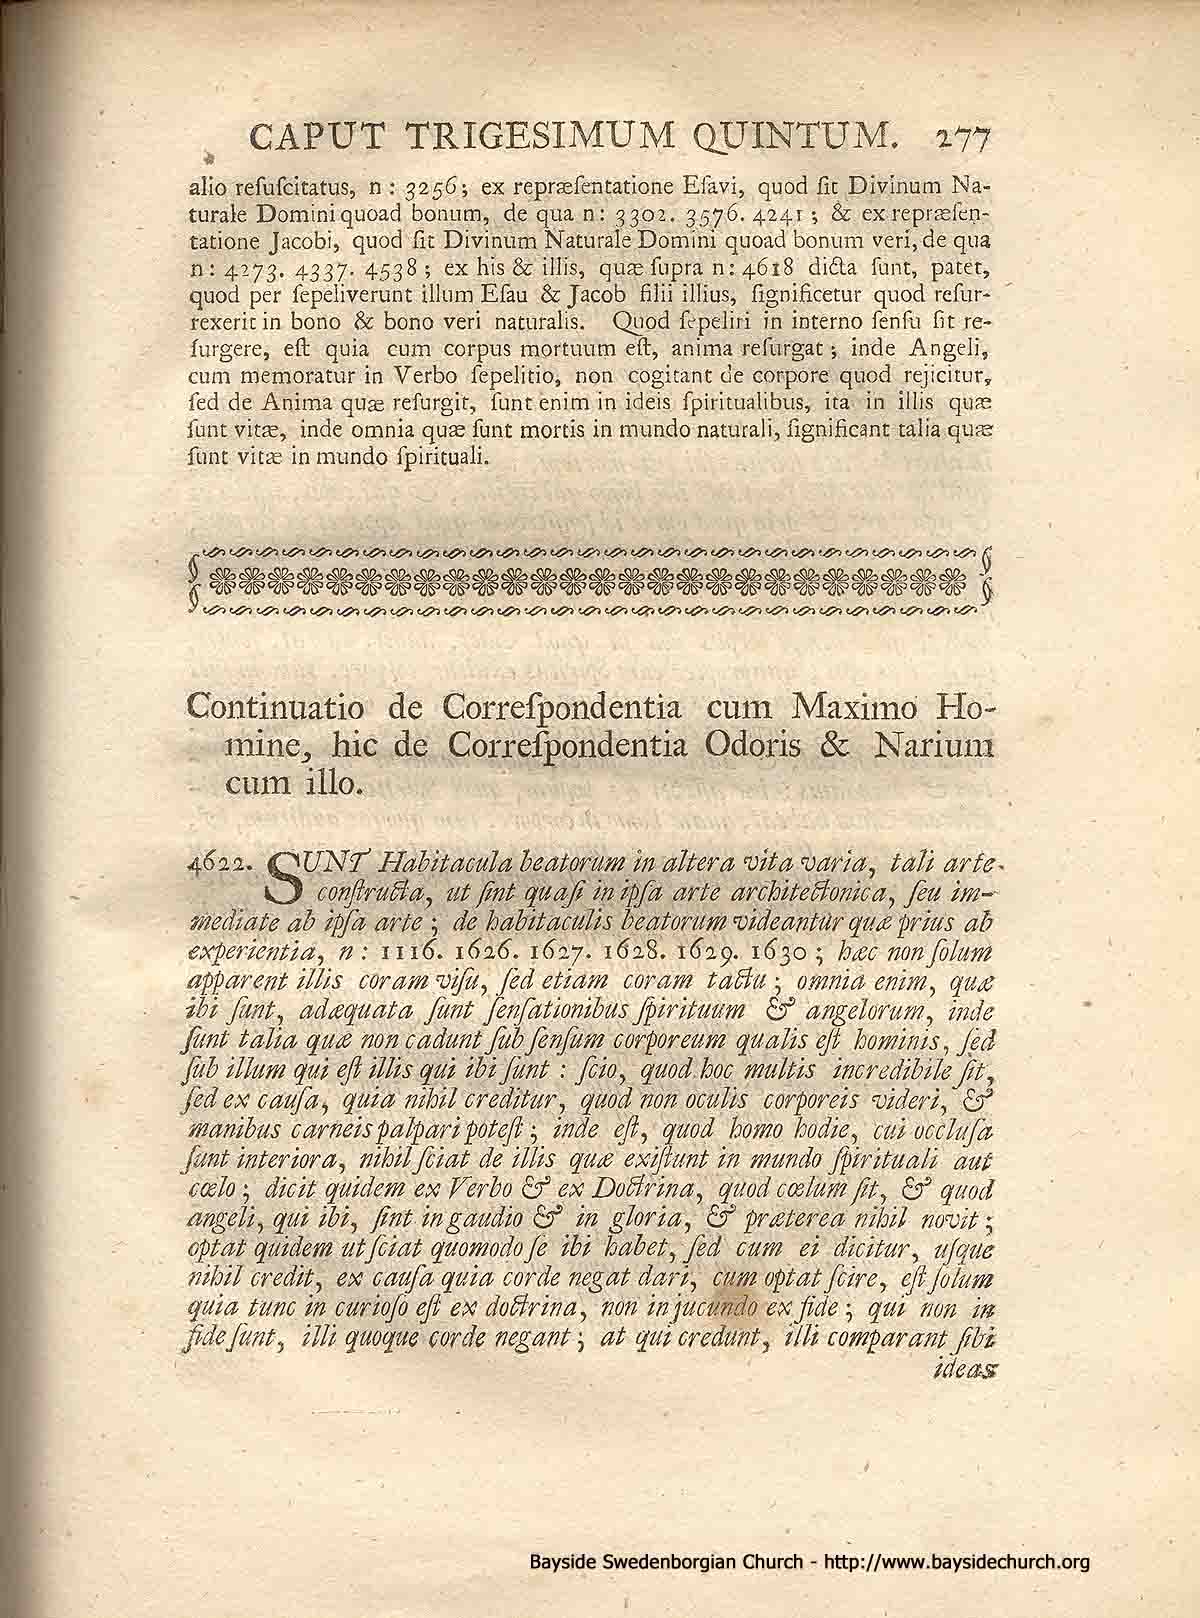 CAPUT TRIGESIMUM QUINTUM. 277
alio reſuſcitatus, n : 3256; ex repræſentatione Eſavi, quod ſit Divinum Na-
turale Domini quoad bonum, de qua n: 3302. 3576. 4241 ; & ex repræſen-
tatione Jacobi, quod ſit Divinum Naturale Domini quoad bonum veri, de qua
n : 4273. 4337. 4538 ; ex his & illis, quæ ſupra n: 4618 dicta ſunt, patet,
quod per ſepeliverunt illum Eſau & Jacob filii illius, ſignificetur quod reſur-
rexerit in bono & bono veri naturalis. Quod ſepeliri in interno ſenſu ſit re-
ſurgere, eſt quia cum corpus mortuum eſt, anima reſurgat ; inde Angeli,
cum memoratur in Verbo ſepelitio, non cogitant de corpore quod rejicitur,
ſed de Anima quæ reſurgit, ſunt enim in ideis ſpiritualibus, ita in illis quæ
ſunt vitæ, inde omnia quæ ſunt mortis in mundo naturali, ſignificant talia quæ
ſunt vitæ in mundo ſpirituali.
Continuatio de Correſpondentia cum Maximo Ho-
mine, hic de Correſpondentia Odoris & Narium
cum illo.
4622. SUNT Habitacula beatorum in altera vita varia, tali arte
conſtructa, ut ſint quaſi in ipſa arte architectonica, ſeu im-
mediate ab ipſa arte ; de habitaculis beatorum videantur quæ prius ab
experientia, n : 1116. 1626. 1627. 1628. 1629. 1630 ; hæc non ſolum
apparent illis coram viſu, ſed etiam coram tactu ; omnia enim, quæ
ibi ſunt, adæquata ſunt ſenſationibus ſpirituum & angelorum, inde
ſunt talia quæ non cadunt ſub ſenſum corporeum qualis eſt hominis, ſed
ſub illum qui eſt illis qui ibi ſunt : ſcio, quod hoc multis incredibile ſit,
ſed ex cauſa, quia nihil creditur, quod non oculis corporeis videri, &
manibus carneis palpari poteſt ; inde eſt, quod homo hodie, cui occluſa
ſunt interiora, nihil ſciat de illis quæ exiſtunt in mundo ſpirituali aut
cœlo ; dicit quidem ex Verbo & ex Doctrina, quod cœlum ſit, & quod
angeli, qui ibi, ſint in gaudio & in gloria, & præterea nihil novit ;
optat quidem ut ſciat quomodo ſe ibi habet, ſed cum ei dicitur, uſque
nihil credit, ex cauſa quia corde negat dari, cum optat ſcire, eſt ſolum
quia tunc in curioſo eſt ex doctrina, non in jucundo ex fide ; qui non in
fide ſunt, illi quoque corde negant ; at qui credunt, illi comparant ſibi
ideas
Bayside Swedenborgian Church - http://www.baysidechurch.org